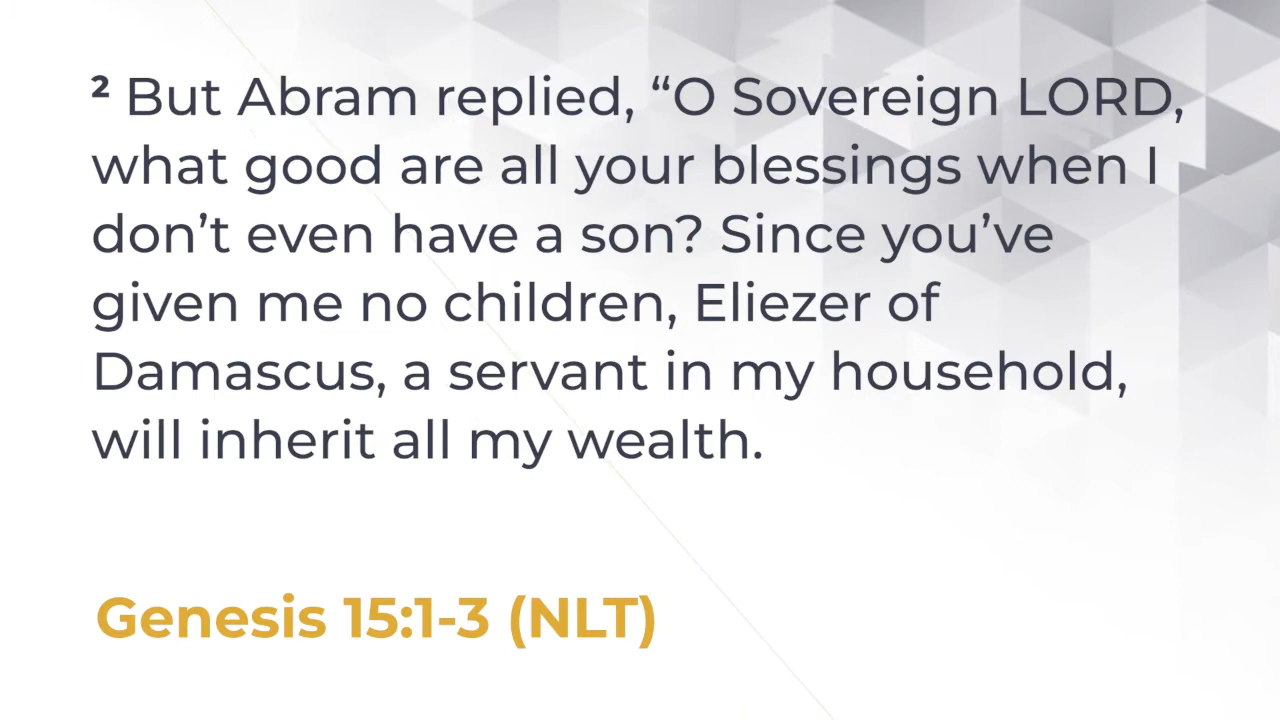 ² But Abram replied, “O Sovereign LORD,
what good are all your blessings when I
don’t even have a son? Since you’ve
given me no children, Eliezer of
Damascus, a servant in my household,
will inherit all my wealth.
Genesis 15:1-3 (NLT)